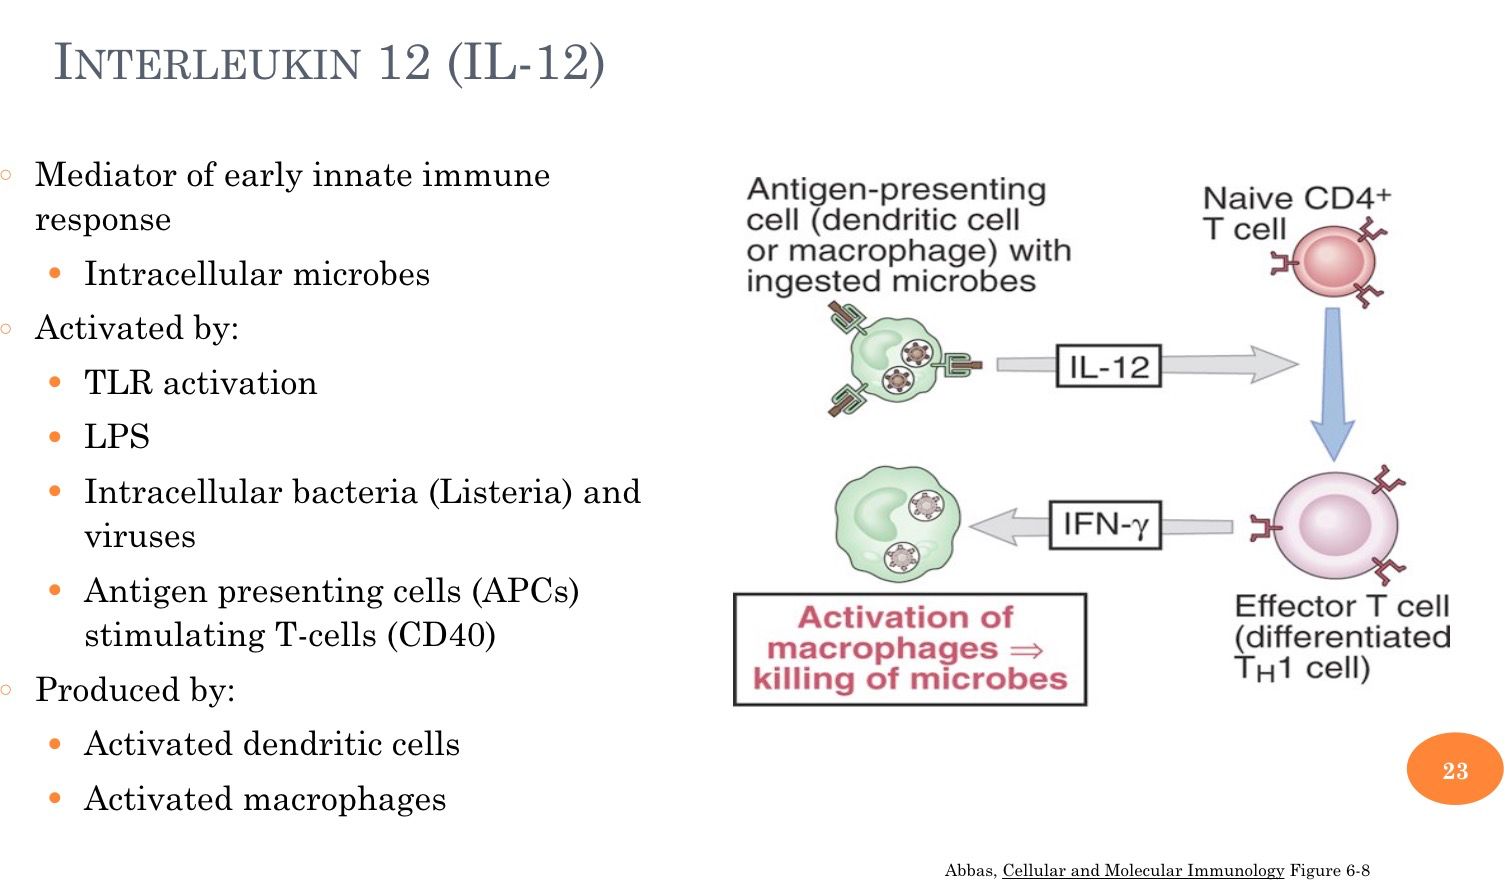 INTERLEUKIN 12 (IL-12)
Mediator of early innate immune
response
Intracellular microbes
Activated by:
TLR activation
LPS
Intracellular bacteria (Listeria) and
viruses
Antigen presenting cells (APCs)
stimulating T-cells (CD40)
Produced by:
Activated dendritic cells
Activated macrophages
Antigen-presenting
cell (dendritic cell
or macrophage) with
ingested microbes
Naive CD4+
T cell
IL-12
IFN-γ
Activation of
macrophages ⇒
killing of microbes
Effector T cell
(differentiated
TH1 cell)
23
Abbas, Cellular and Molecular Immunology Figure 6-8